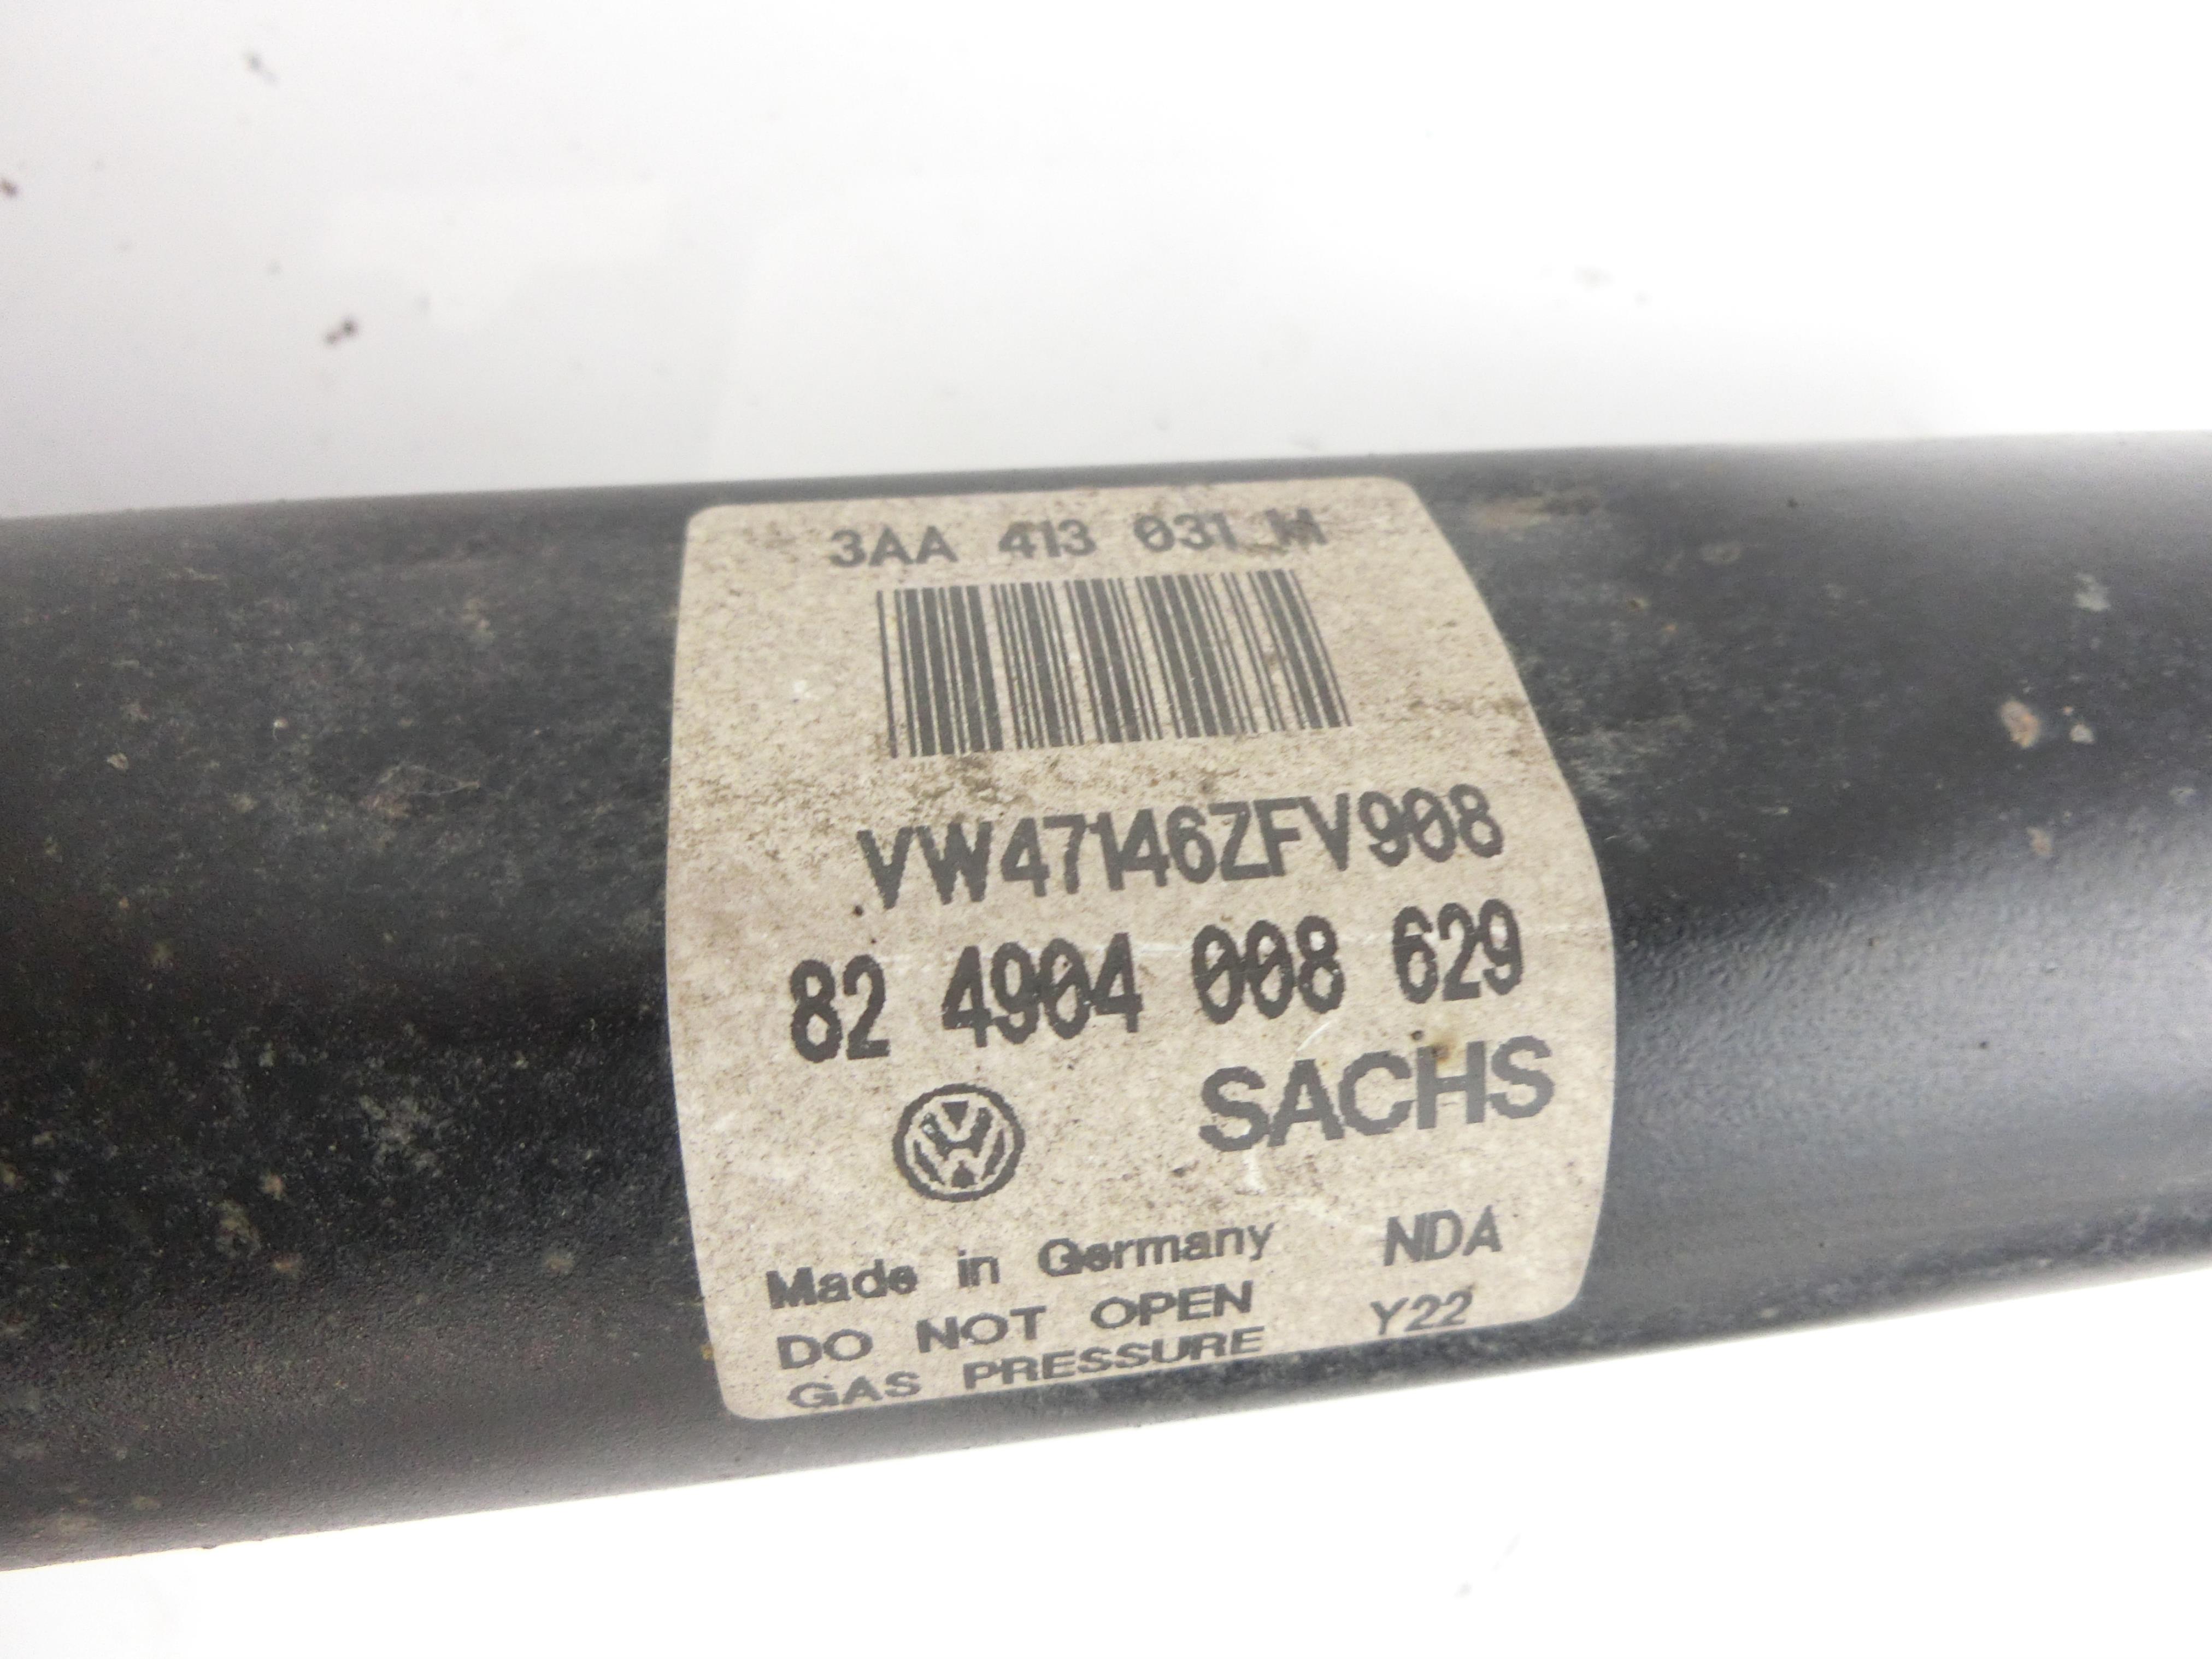 3AA 413 031 M
VW47146ZFV908
82 4904 008 629
SACHS
Made in Germany NDA
DO NOT OPEN Y22
GAS PRESSURE